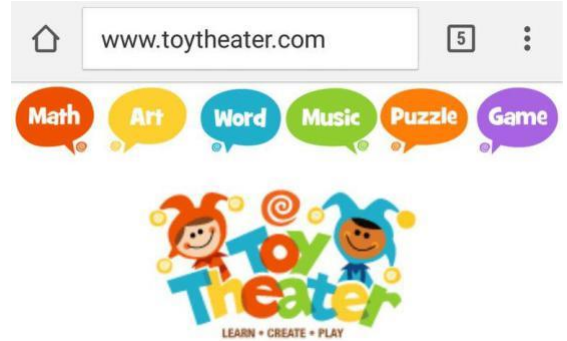 www.toytheater.com 5
Math Art Word Music Puzzle Game
Toy
Theater
LEARN • CREATE • PLAY